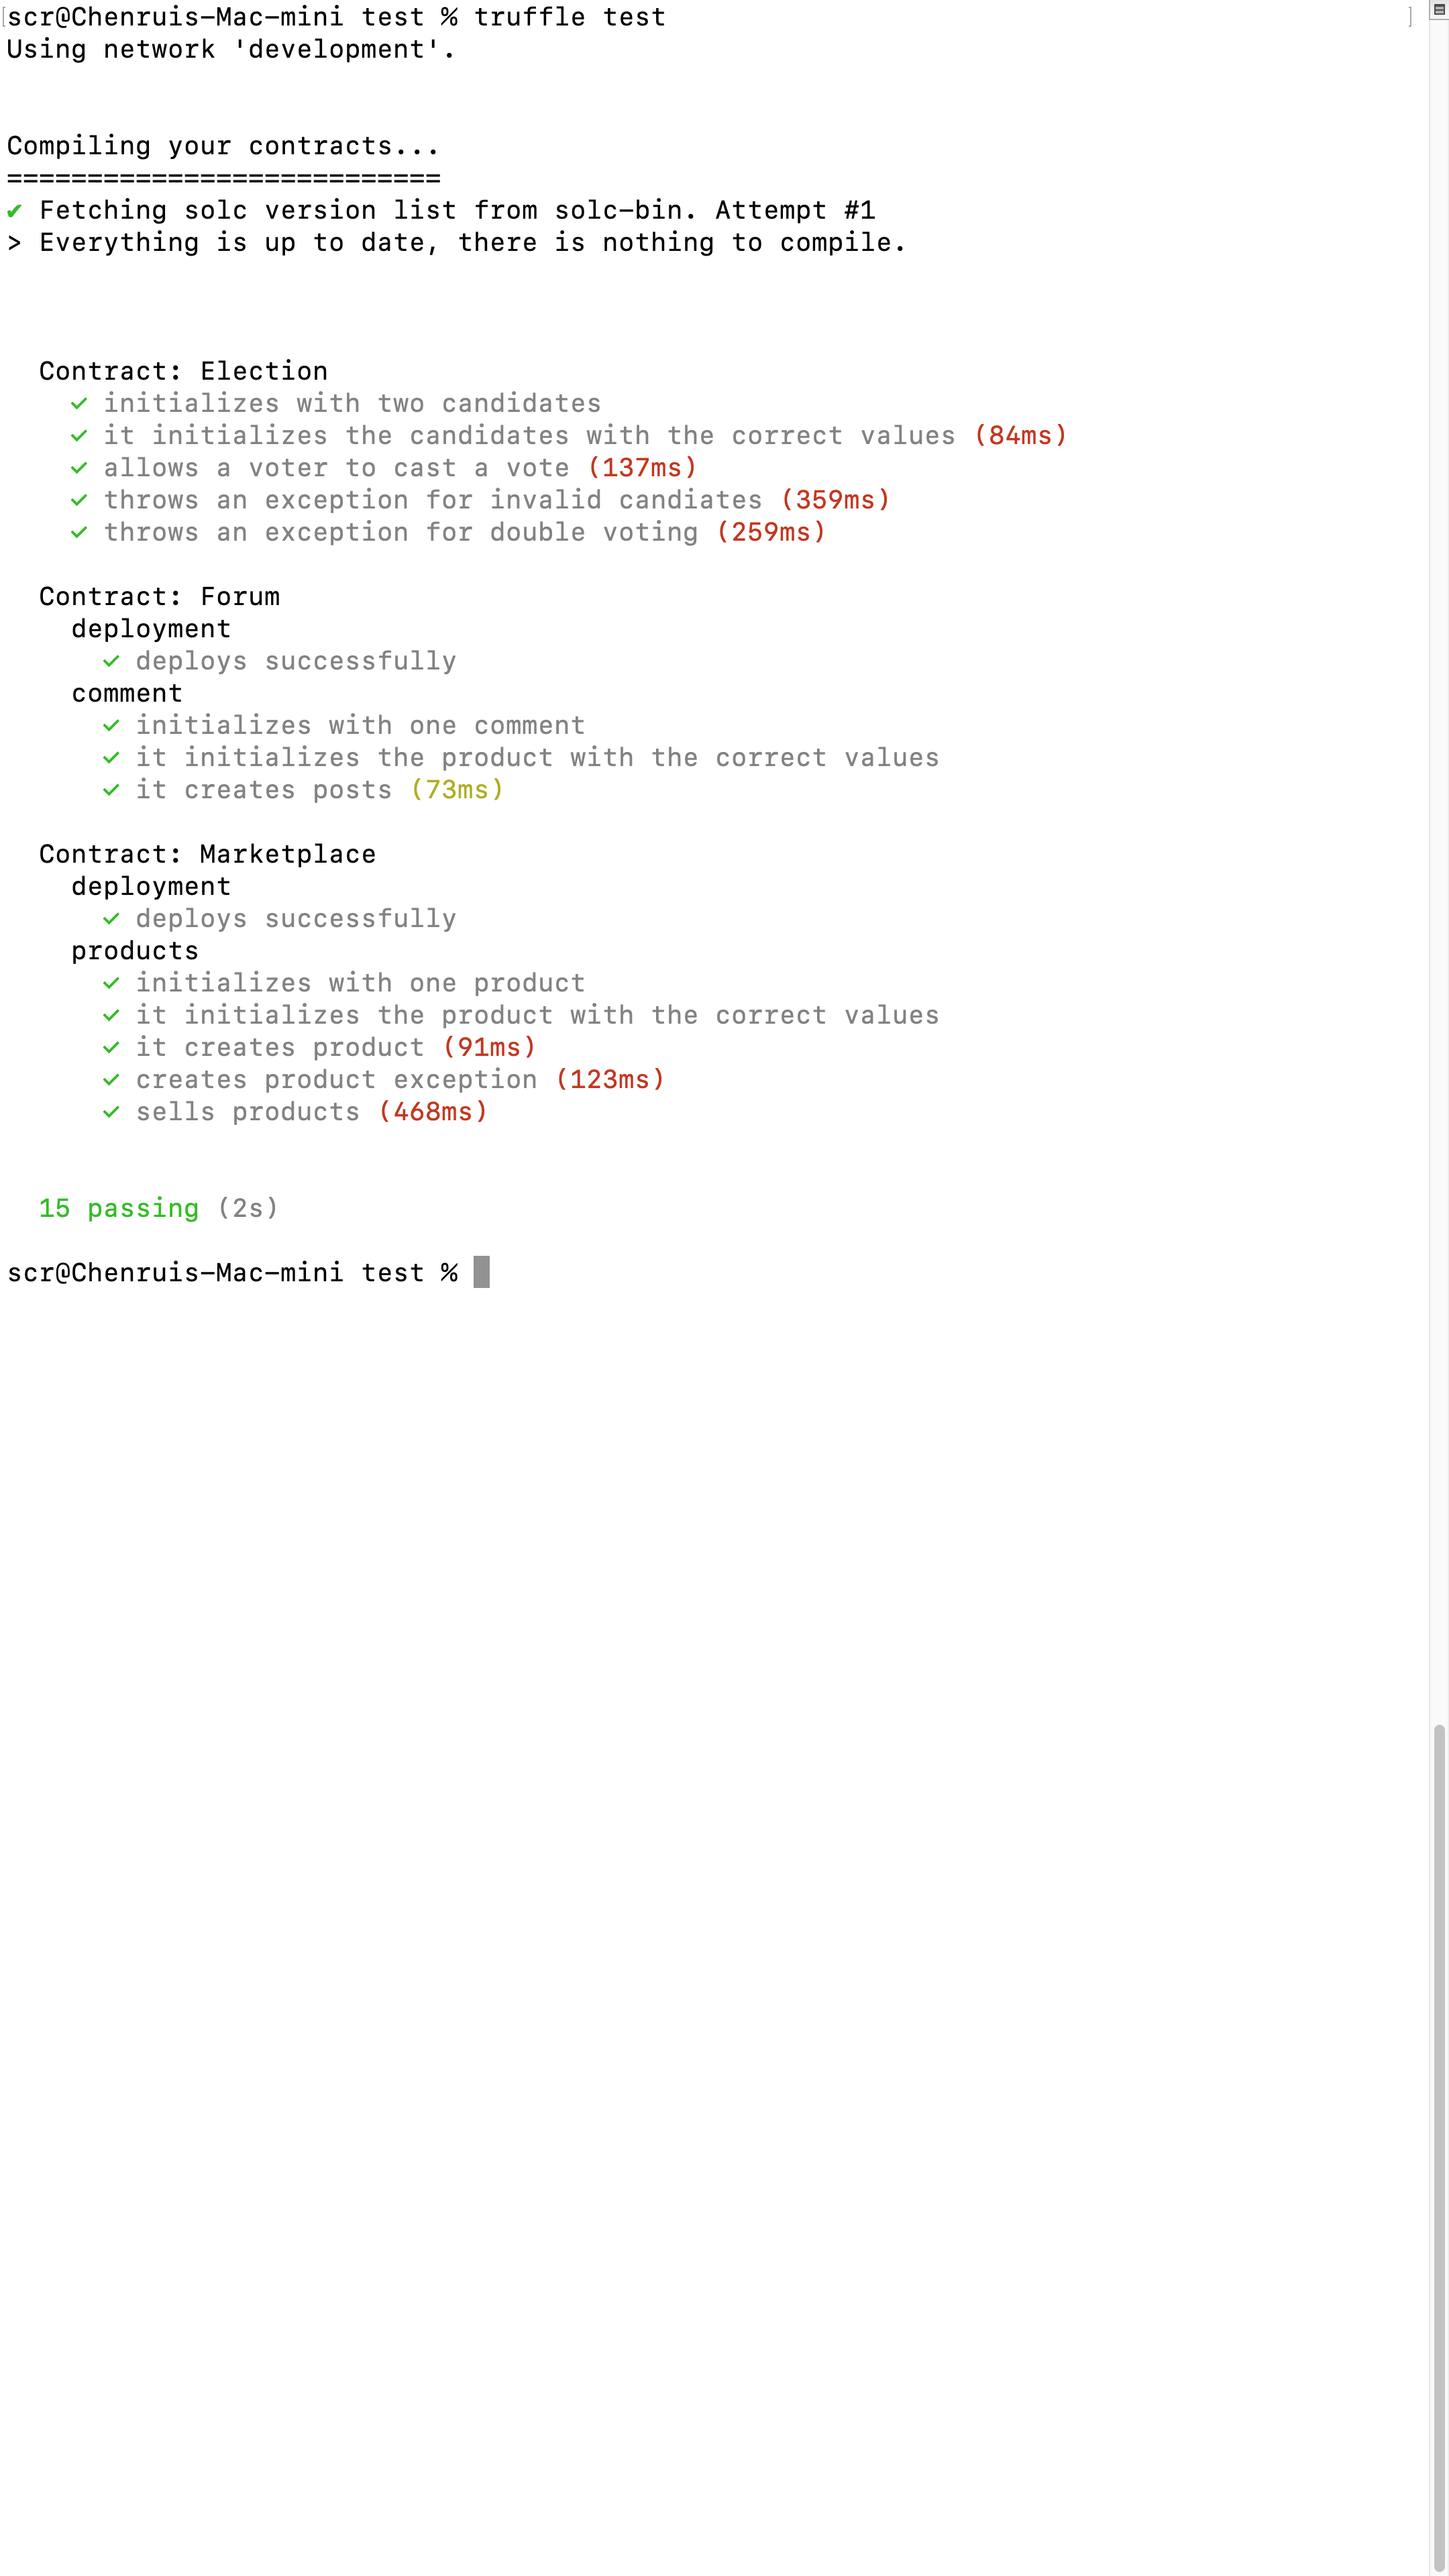 scr@Chenruis-Mac-mini test % truffle test
Using network 'development'.
Compiling your contracts...
===========================
✔ Fetching solc version list from solc-bin. Attempt #1
> Everything is up to date, there is nothing to compile.
Contract: Election
✓ initializes with two candidates
✓ it initializes the candidates with the correct values (84ms)
✓ allows a voter to cast a vote (137ms)
✓ throws an exception for invalid candiates (359ms)
✓ throws an exception for double voting (259ms)
Contract: Forum
deployment
✓ deploys successfully
comment
✓ initializes with one comment
✓ it initializes the product with the correct values
✓ it creates posts (73ms)
Contract: Marketplace
deployment
✓ deploys successfully
products
✓ initializes with one product
✓ it initializes the product with the correct values
✓ it creates product (91ms)
✓ creates product exception (123ms)
✓ sells products (468ms)
15 passing (2s)
scr@Chenruis-Mac-mini test %